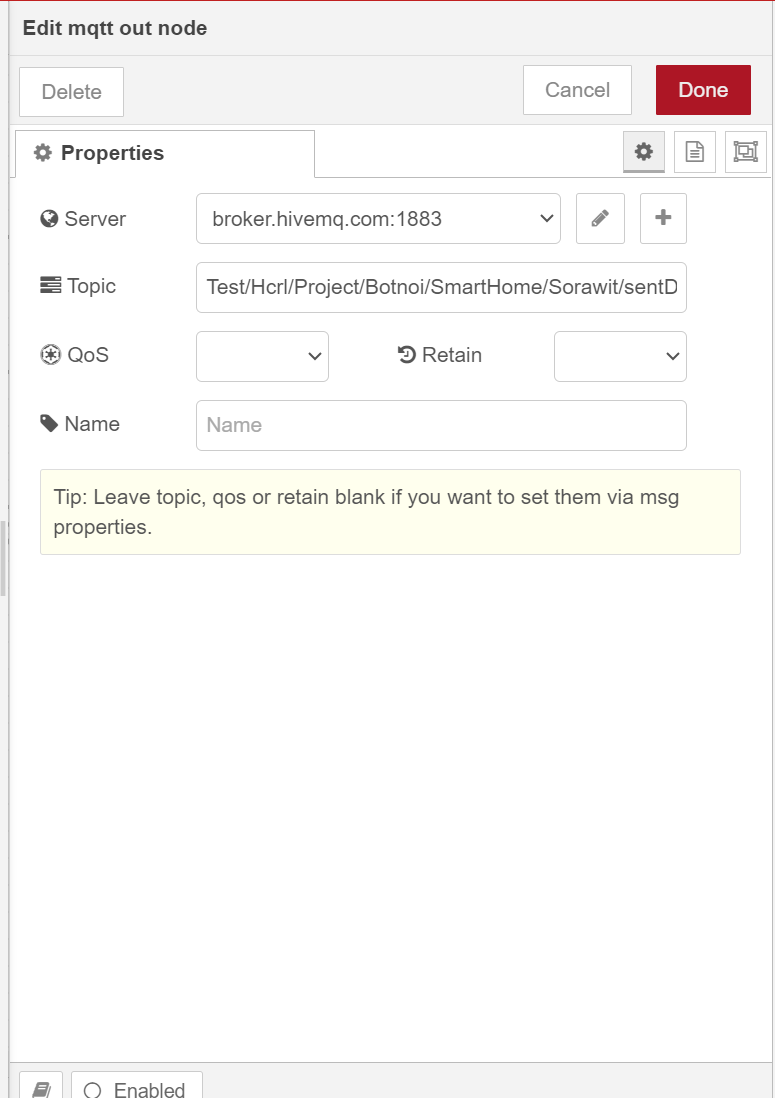 Edit mqtt out node
Delete
Cancel
Done
Properties
Server
broker.hivemq.com:1883
Topic
Test/Hcrl/Project/Botnoi/SmartHome/Sorawit/sentD
QoS
Retain
Name
Name
Tip: Leave topic, qos or retain blank if you want to set them via msg
properties.
Enabled